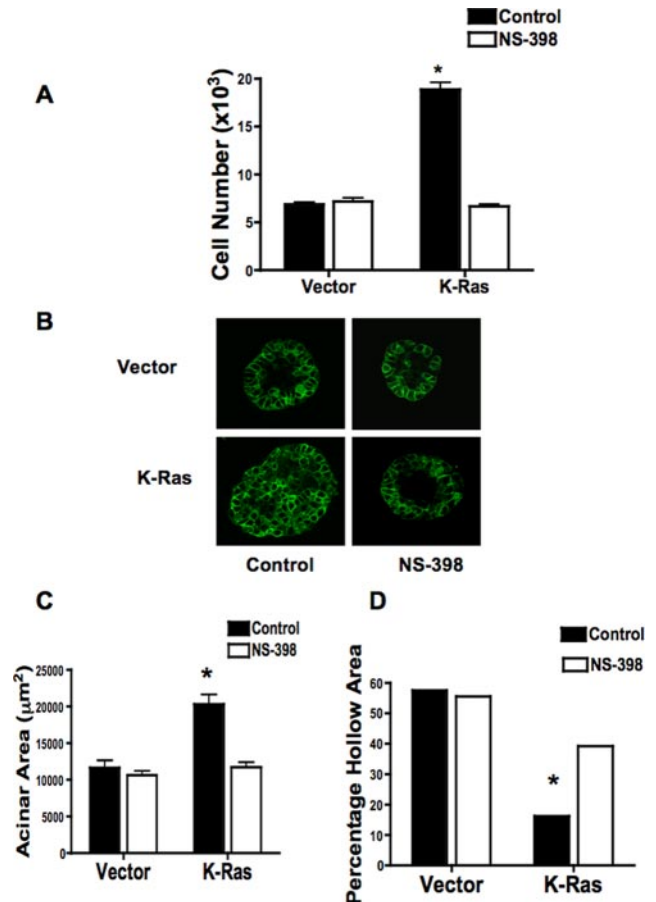 Control
NS-398
A
Cell Number (x10³)
20
15
10
5
0
*
Vector
K-Ras
B
Vector
K-Ras
Control
NS-398
C
Control
NS-398
Acinar Area (μm²)
25000
20000
15000
10000
5000
0
*
Vector
K-Ras
D
Control
NS-398
Percentage Hollow Area
60
50
40
30
20
10
0
*
Vector
K-Ras